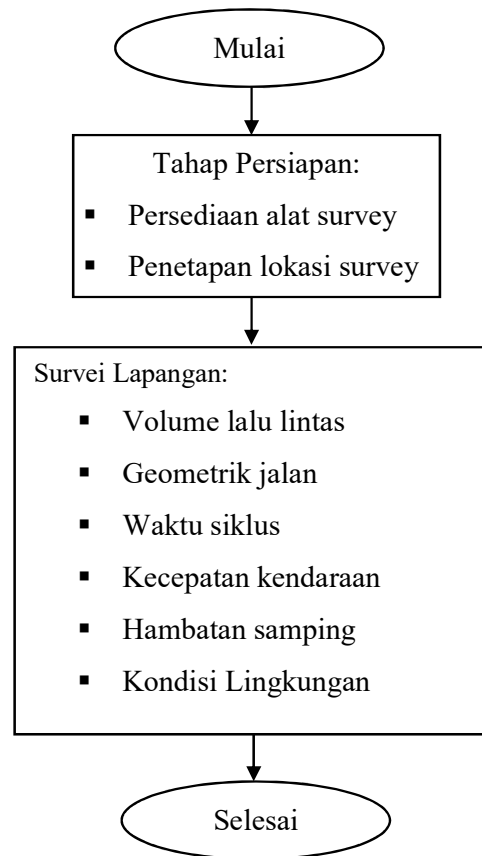 Mulai
Tahap Persiapan:
▪ Persediaan alat survey
▪ Penetapan lokasi survey
Survei Lapangan:
▪ Volume lalu lintas
▪ Geometrik jalan
▪ Waktu siklus
▪ Kecepatan kendaraan
▪ Hambatan samping
▪ Kondisi Lingkungan
Selesai